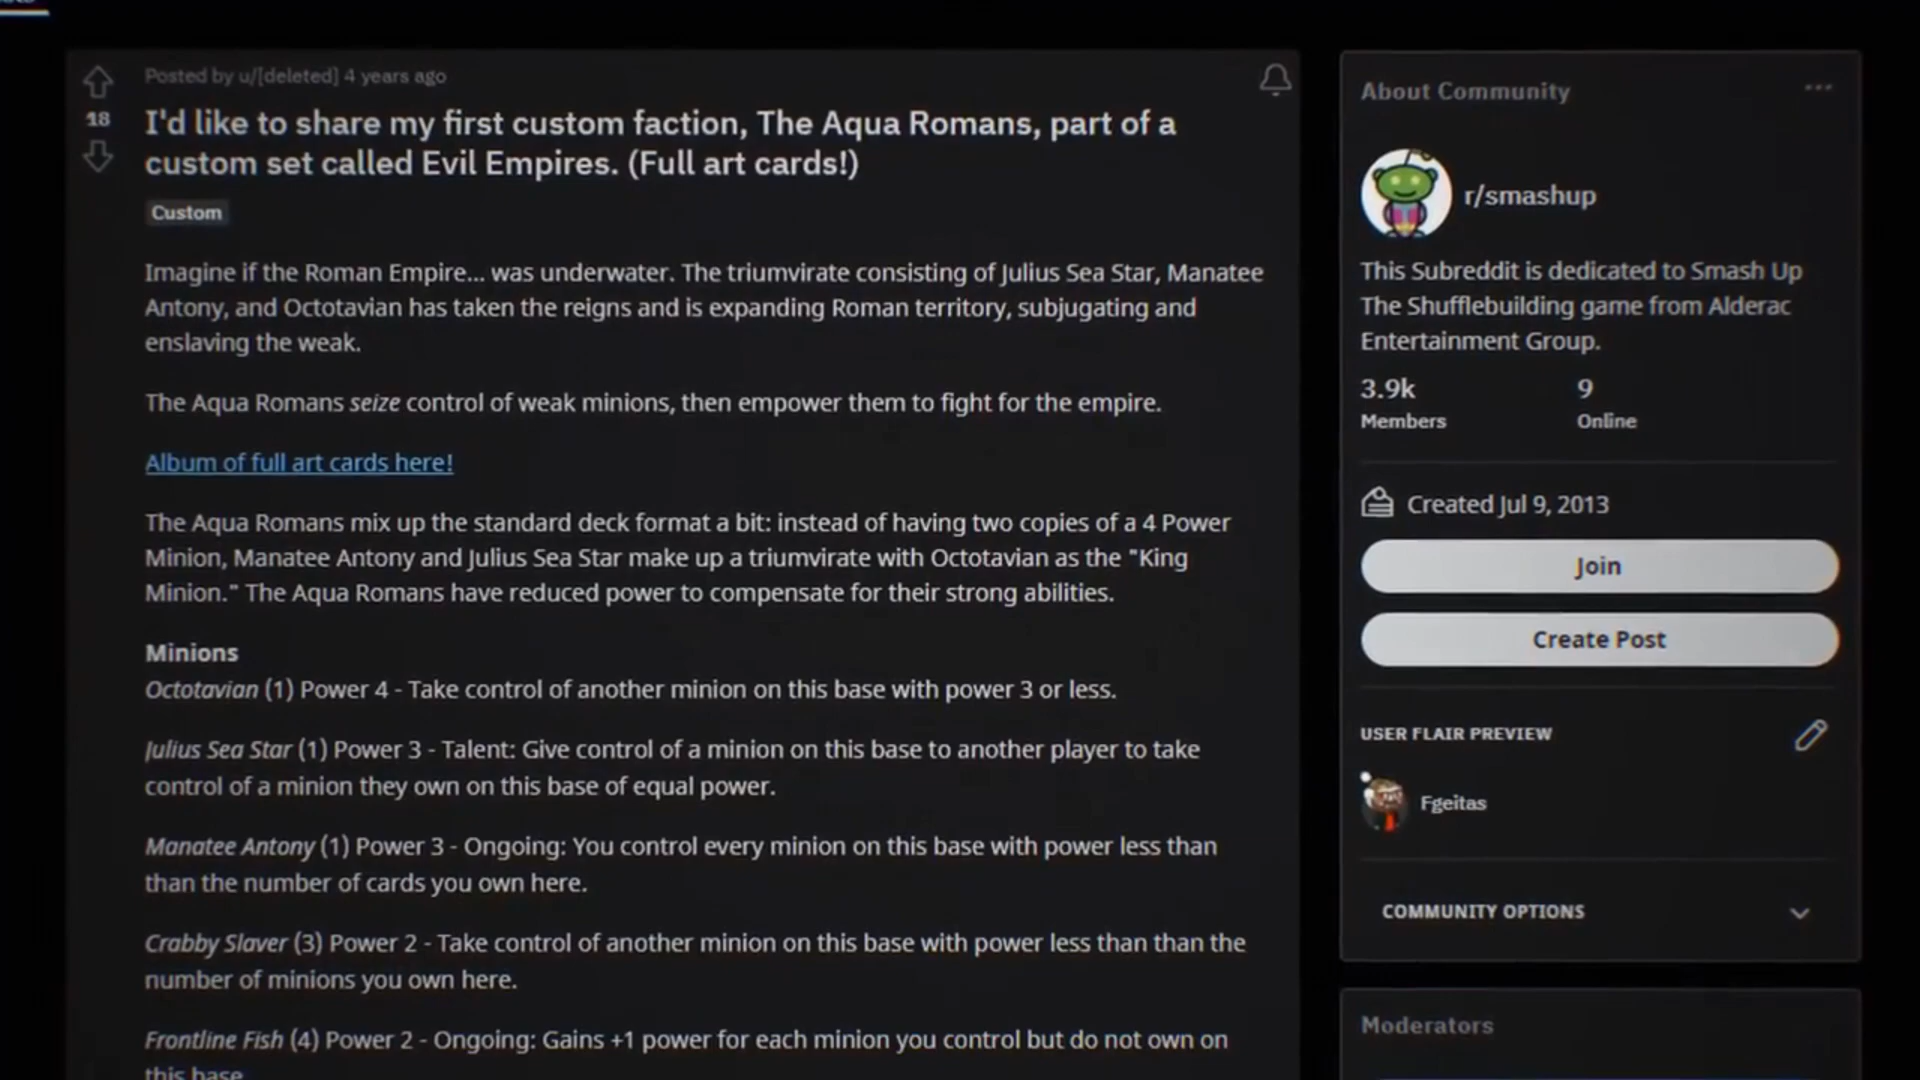 Posted by u/[deleted] 4 years ago
18
I'd like to share my first custom faction, The Aqua Romans, part of a
custom set called Evil Empires. (Full art cards!)
Custom
Imagine if the Roman Empire... was underwater. The triumvirate consisting of Julius Sea Star, Manatee
Antony, and Octotavian has taken the reigns and is expanding Roman territory, subjugating and
enslaving the weak.
The Aqua Romans seize control of weak minions, then empower them to fight for the empire.
Album of full art cards here!
The Aqua Romans mix up the standard deck format a bit: instead of having two copies of a 4 Power
Minion, Manatee Antony and Julius Sea Star make up a triumvirate with Octotavian as the "King
Minion." The Aqua Romans have reduced power to compensate for their strong abilities.
Minions
Octotavian (1) Power 4 - Take control of another minion on this base with power 3 or less.
Julius Sea Star (1) Power 3 - Talent: Give control of a minion on this base to another player to take
control of a minion they own on this base of equal power.
Manatee Antony (1) Power 3 - Ongoing: You control every minion on this base with power less than
than the number of cards you own here.
Crabby Slaver (3) Power 2 - Take control of another minion on this base with power less than than the
number of minions you own here.
Frontline Fish (4) Power 2 - Ongoing: Gains +1 power for each minion you control but do not own on
this base.
About Community
r/smashup
This Subreddit is dedicated to Smash Up
The Shufflebuilding game from Alderac
Entertainment Group.
3.9k 9
Members Online
Created Jul 9, 2013
Join
Create Post
USER FLAIR PREVIEW
Fgeitas
COMMUNITY OPTIONS
Moderators